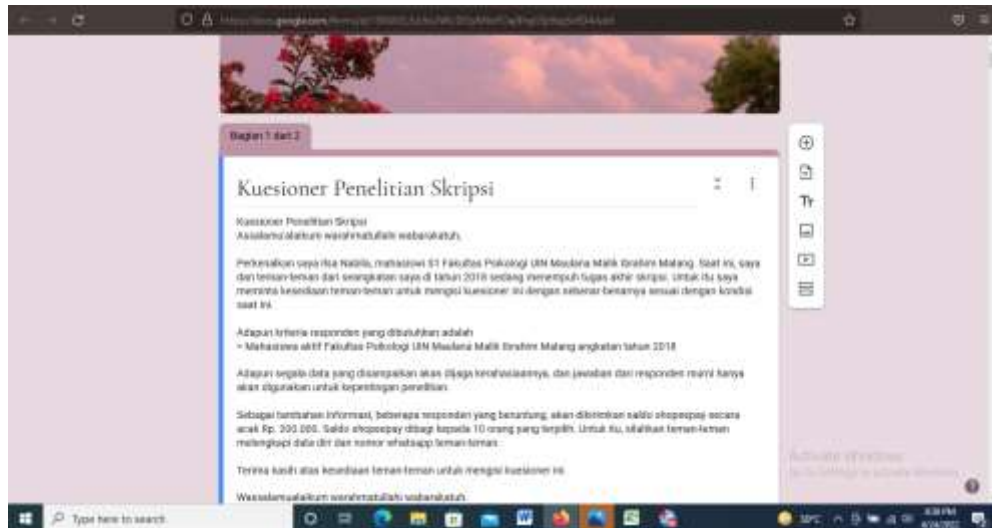 Bagian 1 dari 2
Kuesioner Penelitian Skripsi
Kuesioner Penelitian Skripsi
Assalamu'alaikum warahmatullahi wabarakatuh,
Perkenalkan saya Nabila, mahasiswi S1 Fakultas Psikologi UIN Maulana Malik Ibrahim Malang. Saat ini, saya
dan teman-teman dari seangkatan saya di tahun 2018 sedang menempuh tugas akhir skripsi. Untuk itu saya
meminta kesediaan teman-teman untuk mengisi kuesioner ini dengan sebenar-benarnya sesuai dengan kondisi
saat ini.
Adapun kriteria responden yang dibutuhkan adalah
- Mahasiswa aktif Fakultas Psikologi UIN Maulana Malik Ibrahim Malang angkatan tahun 2018
Adapun segala data yang disampaikan akan dijaga kerahasiaannya, dan jawaban dari responden murni hanya
akan digunakan untuk kepentingan penelitian.
Sebagai tambahan informasi, beberapa responden yang beruntung, akan dikirimkan saldo shopeepay secara
acak Rp. 200.000. Saldo shopeepay dibagi kepada 10 orang yang terpilih. Untuk itu, silahkan teman-teman
melengkapi data diri dan nomor whatsapp teman-teman.
Terima kasih atas kesediaan teman-teman untuk mengisi kuesioner ini.
Wassalamualaikum warahmatullahi wabarakatuh.
Tr
Activate Windows
Type here to search